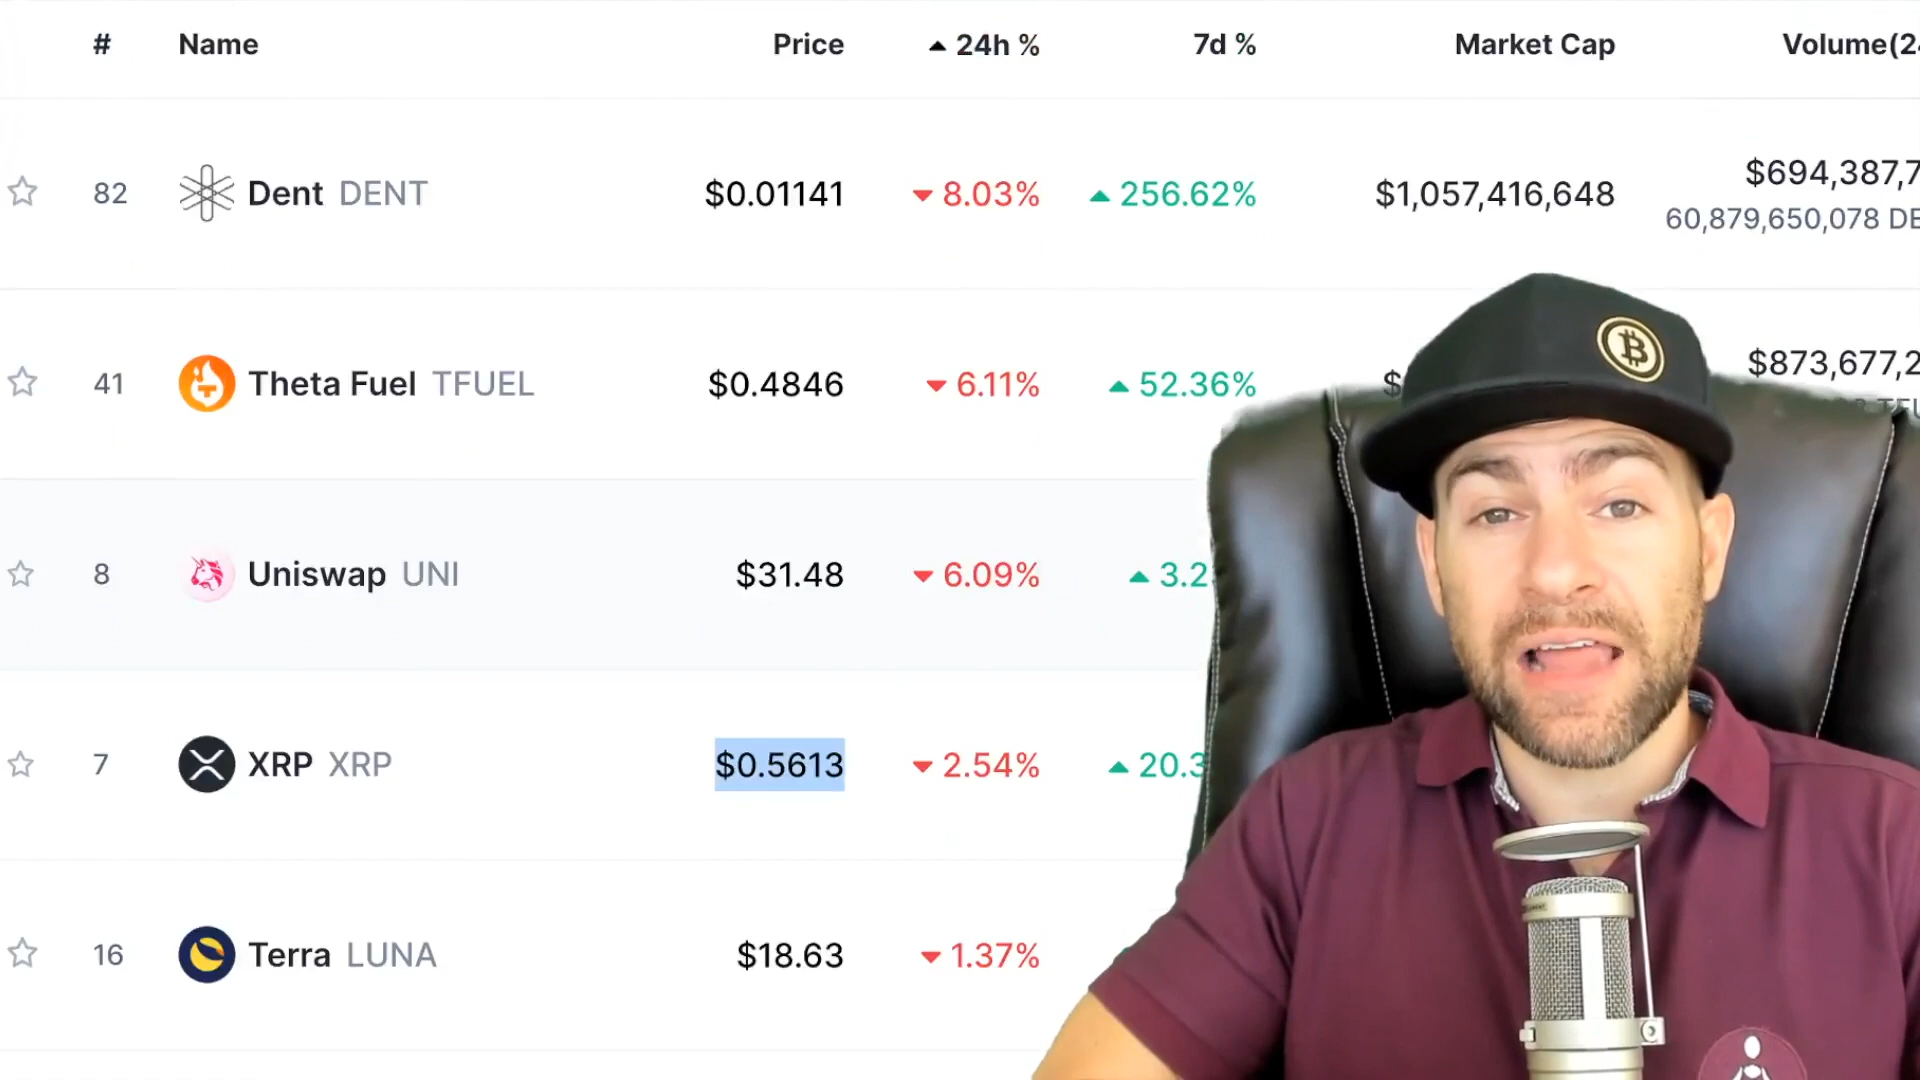 # Name Price ▲ 24h % 7d % Market Cap Volume(2
82 Dent DENT $0.01141 ▼ 8.03% ▲ 256.62% $1,057,416,648 $694,387,7
60,879,650,078 DE
41 Theta Fuel TFUEL $0.4846 ▼ 6.11% ▲ 52.36% $ $873,677,2
8 Uniswap UNI $31.48 ▼ 6.09% ▲ 3.2
7 XRP XRP $0.5613 ▼ 2.54% ▲ 20.3
16 Terra LUNA $18.63 ▼ 1.37%